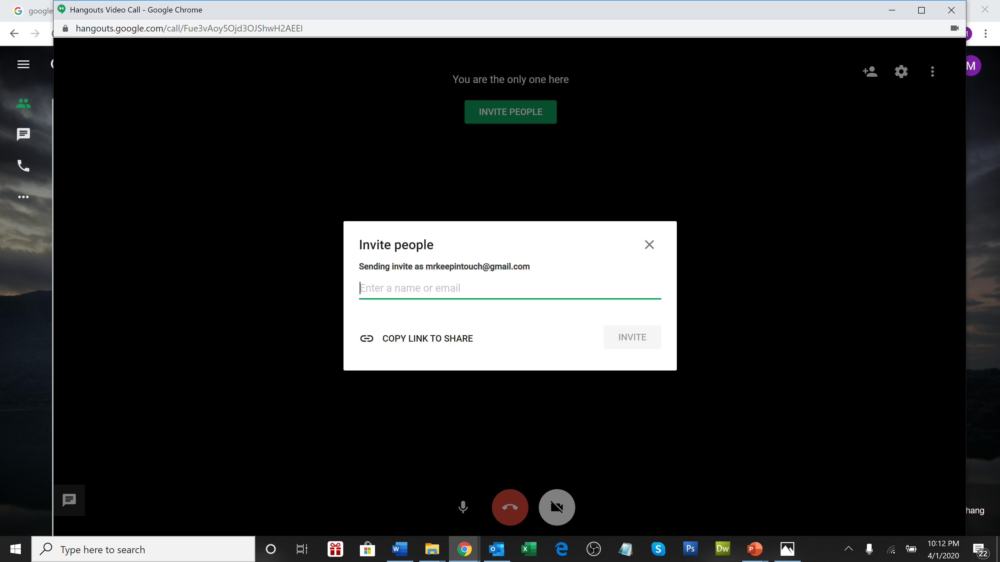 google
Hangouts Video Call - Google Chrome
hangouts.google.com/call/Fue3vAoy5Ojd3OJShwH2AEEI
M
You are the only one here
INVITE PEOPLE
Invite people
Sending invite as mrkeepintouch@gmail.com
Enter a name or email
COPY LINK TO SHARE
INVITE
hang
Type here to search
W
O
X
S
Ps
Dw
P
10:12 PM
4/1/2020
22